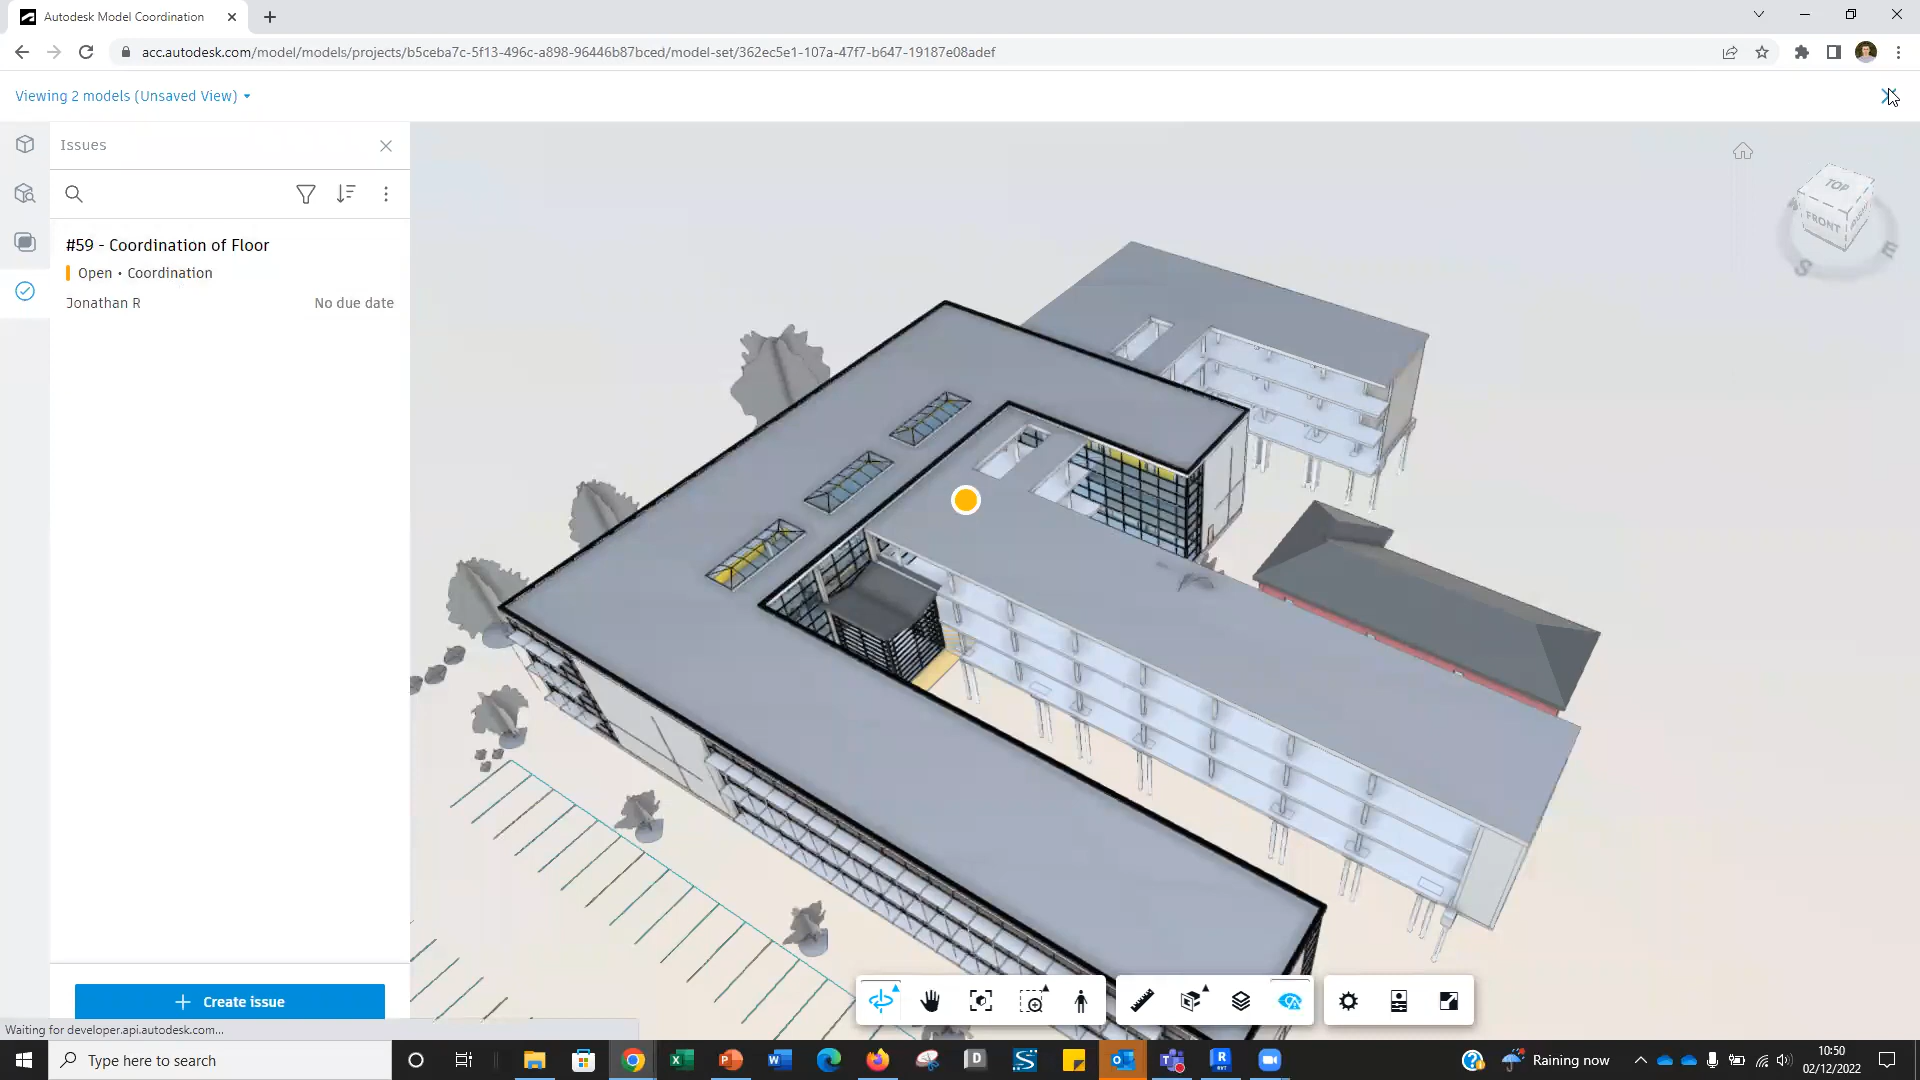 Autodesk Model Coordination
acc.autodesk.com/model/models/projects/b5ceba7c-5f13-496c-a898-96446b87bced/model-set/362ec5e1-107a-47f7-b647-19187e08adef
Viewing 2 models (Unsaved View)
Issues
#59 - Coordination of Floor
Open • Coordination
Jonathan R No due date
TOP
FRONT
S
E
Create issue
Waiting for developer.api.autodesk.com...
Type here to search
Raining now
10:50
02/12/2022